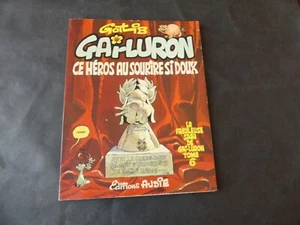 Gotlib
GAI-LURON
CE HÉROS AU SOURIRE SI DOUX
LA
FABULEUSE
SAGA
DE
GAI-LURON
TOME
6
Éditions AUDIE